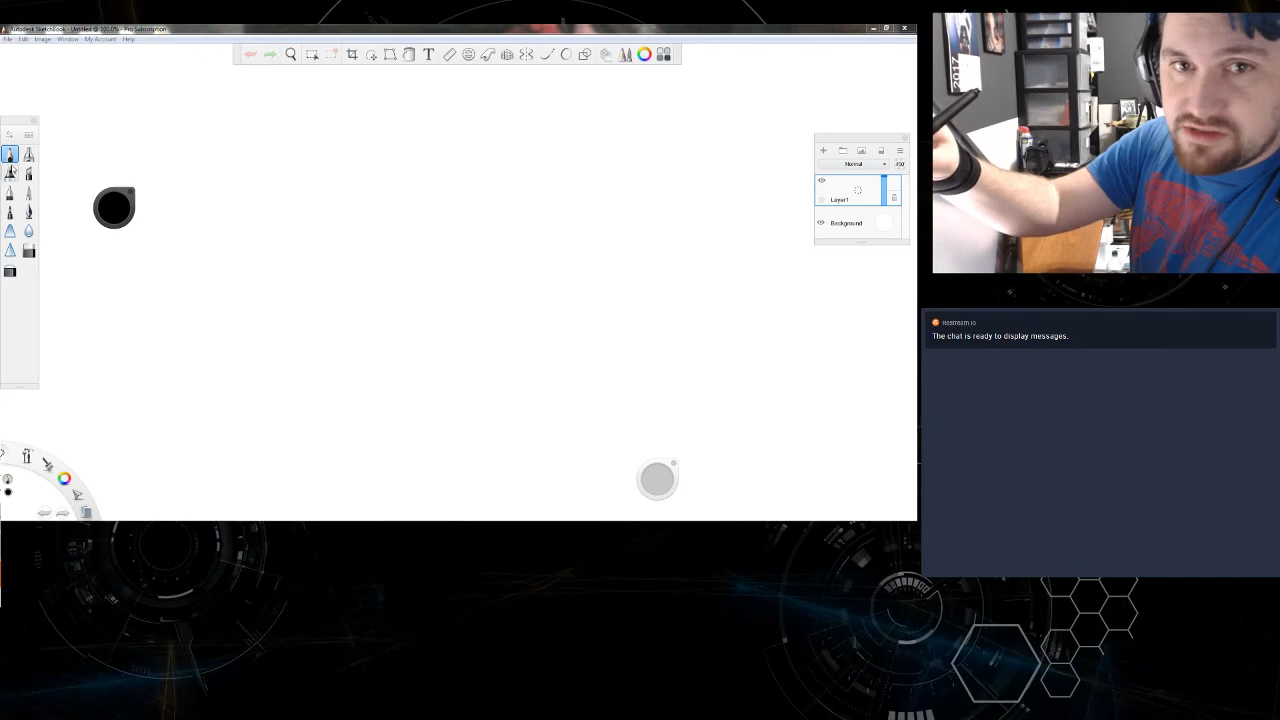 Autodesk SketchBook - Untitled @ 100.0% - Pro Subscription
File Edit Image Window My Account Help
Normal
Layer1
Background
2017
Restream.io
The chat is ready to display messages.